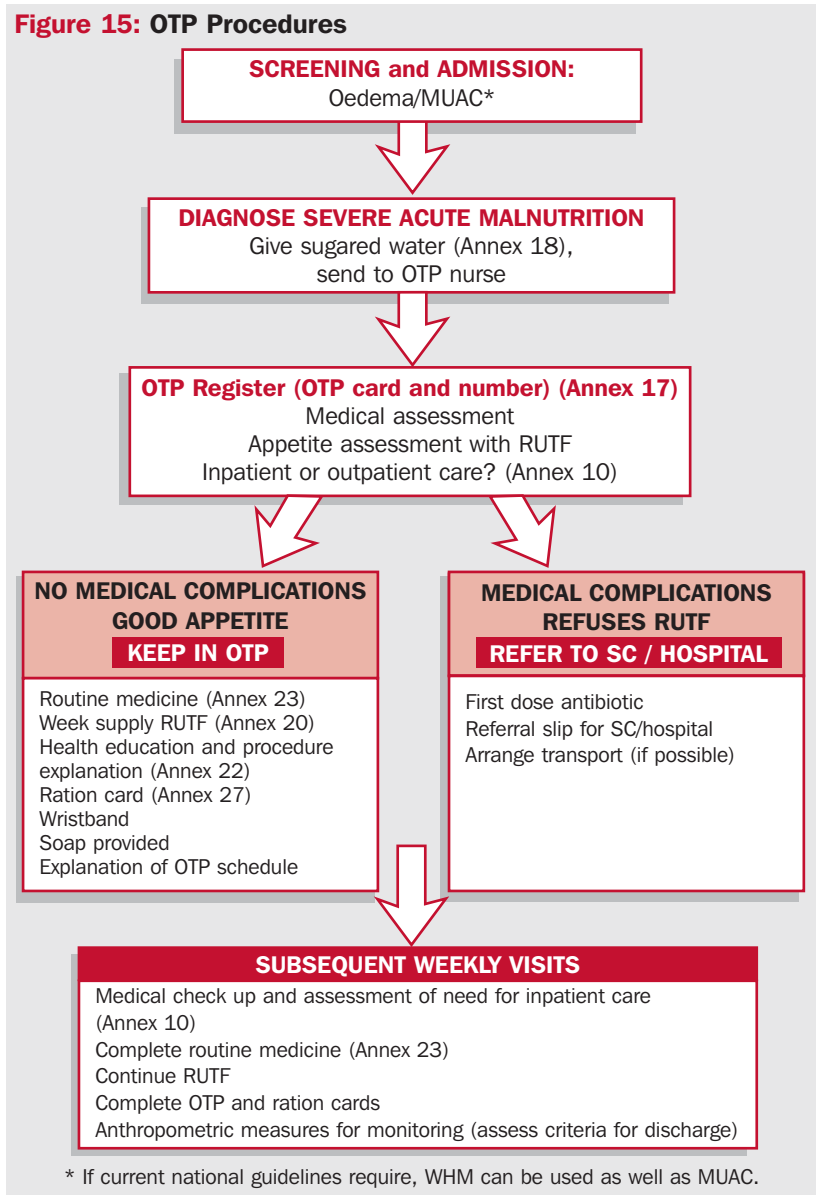 Figure 15: OTP Procedures
SCREENING and ADMISSION:
Oedema/MUAC*
DIAGNOSE SEVERE ACUTE MALNUTRITION
Give sugared water (Annex 18),
send to OTP nurse
OTP Register (OTP card and number) (Annex 17)
Medical assessment
Appetite assessment with RUTF
Inpatient or outpatient care? (Annex 10)
NO MEDICAL COMPLICATIONS
GOOD APPETITE
KEEP IN OTP
Routine medicine (Annex 23)
Week supply RUTF (Annex 20)
Health education and procedure
explanation (Annex 22)
Ration card (Annex 27)
Wristband
Soap provided
Explanation of OTP schedule
MEDICAL COMPLICATIONS
REFUSES RUTF
REFER TO SC / HOSPITAL
First dose antibiotic
Referral slip for SC/hospital
Arrange transport (if possible)
SUBSEQUENT WEEKLY VISITS
Medical check up and assessment of need for inpatient care
(Annex 10)
Complete routine medicine (Annex 23)
Continue RUTF
Complete OTP and ration cards
Anthropometric measures for monitoring (assess criteria for discharge)
* If current national guidelines require, WHM can be used as well as MUAC.